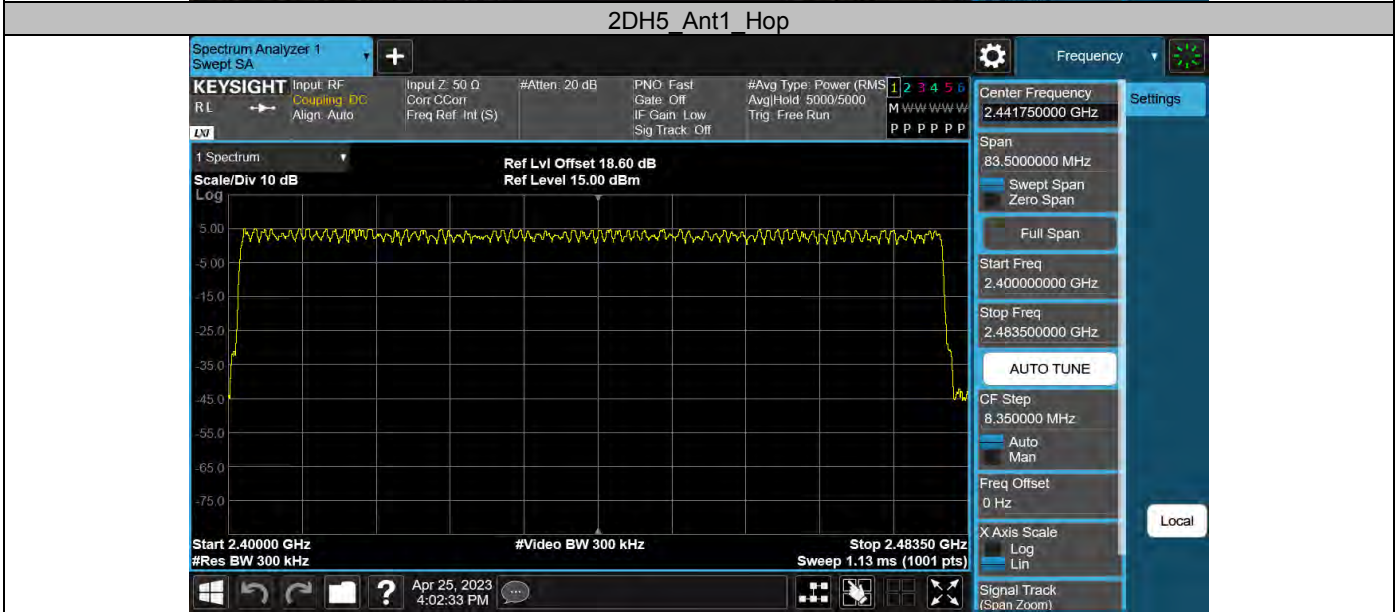 2DH5_Ant1_Hop
Spectrum Analyzer 1
Swept SA
+
Frequency
KEYSIGHT
RL
LXI
Input: RF
Coupling: DC
Align: Auto
Input Z: 50 Ω
Corr CCorr
Freq Ref: Int (S)
#Atten: 20 dB
PNO: Fast
Gate: Off
IF Gain: Low
Sig Track: Off
#Avg Type: Power (RMS
Avg|Hold: 5000/5000
Trig: Free Run
1 2 3 4 5 6
M W W W W W
P P P P P P
Center Frequency
2.441750000 GHz
Settings
Span
83.5000000 MHz
Swept Span
Zero Span
Full Span
Start Freq
2.400000000 GHz
Stop Freq
2.483500000 GHz
AUTO TUNE
CF Step
8.350000 MHz
Auto
Man
Freq Offset
0 Hz
X Axis Scale
Log
Lin
Signal Track
(Span Zoom)
Local
1 Spectrum
Scale/Div 10 dB
Log
Ref Lvl Offset 18.60 dB
Ref Level 15.00 dBm
5.00
-5.00
-15.0
-25.0
-35.0
-45.0
-55.0
-65.0
-75.0
Start 2.40000 GHz
#Res BW 300 kHz
#Video BW 300 kHz
Stop 2.48350 GHz
Sweep 1.13 ms (1001 pts)
?
Apr 25, 2023
4:02:33 PM